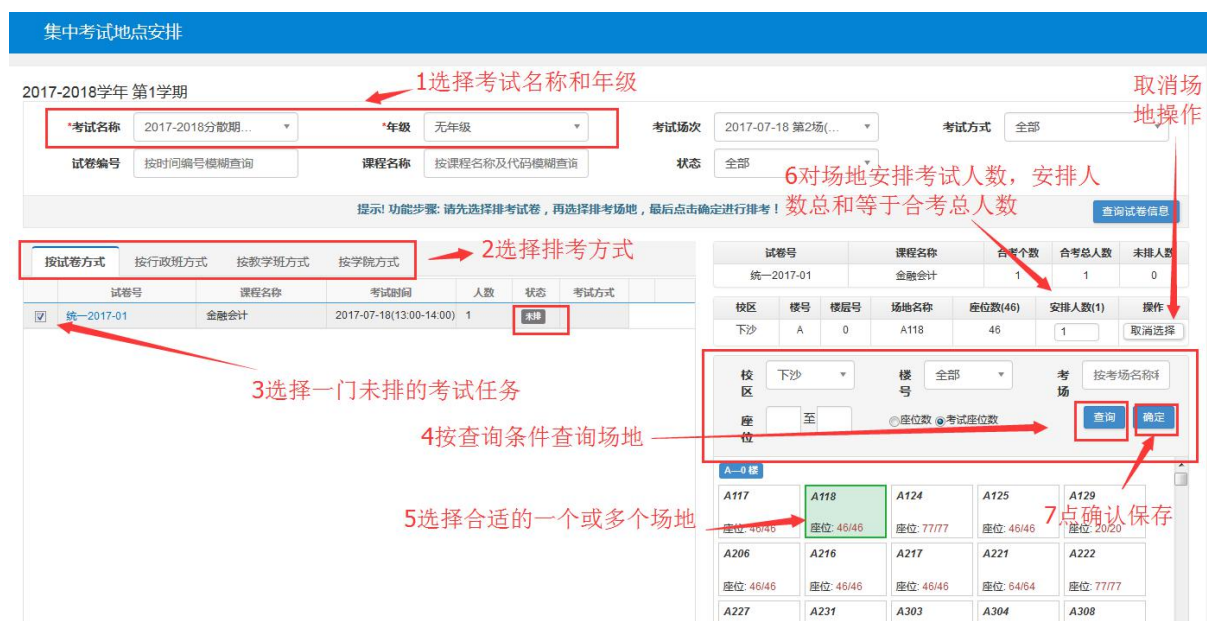 集中考试地点安排
1选择考试名称和年级
取消场
地操作
2017-2018学年 第1学期
*考试名称 2017-2018分散期... *年级 无年级 考试场次 2017-07-18 第2场(... 考试方式 全部
试卷编号 按时间编号模糊查询 课程名称 按课程名称及代码模糊查询 状态 全部
6对场地安排考试人数，安排人
数总和等于合考总人数
提示! 功能步骤: 请先选择排考试卷，再选择排考场地，最后点击确定进行排考！ 查询试卷信息
2选择排考方式
按试卷方式 按行政班方式 按教学班方式 按学院方式
试卷号 课程名称 合考个数 合考总人数 未排人数
统一2017-01 金融会计 1 1 0
试卷号 课程名称 考试时间 人数 状态 考试方式
统一2017-01 金融会计 2017-07-18(13:00-14:00) 1 未排
校区 楼号 楼层号 场地名称 座位数(46) 安排人数(1) 操作
下沙 A 0 A118 46 1 取消选择
3选择一门未排的考试任务
校区 下沙 楼号 全部 考场 按考场名称
座位 至 座位数 考试座位数 查询 确定
4按查询条件查询场地
A—0 楼
A117 A118 A124 A125 A129
座位: 46/46 座位: 46/46 座位: 77/77 座位: 46/46 座位: 20/20
5选择合适的一个或多个场地
7点确认保存
A206 A216 A217 A221 A222
座位: 46/46 座位: 46/46 座位: 46/46 座位: 64/64 座位: 77/77
A227 A231 A303 A304 A308